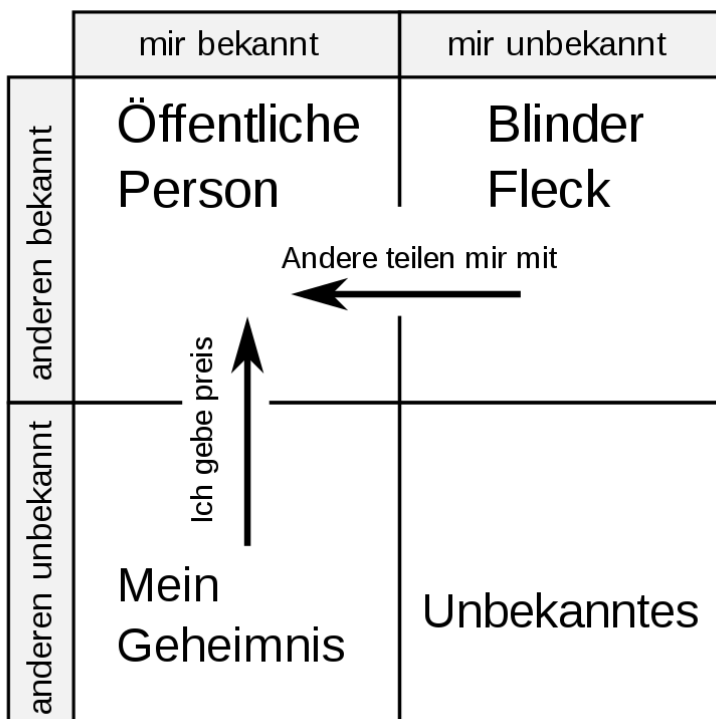 mir bekannt
mir unbekannt
anderen bekannt
Öffentliche
Person
Blinder
Fleck
Andere teilen mir mit
Ich gebe preis
anderen unbekannt
Mein
Geheimnis
Unbekanntes